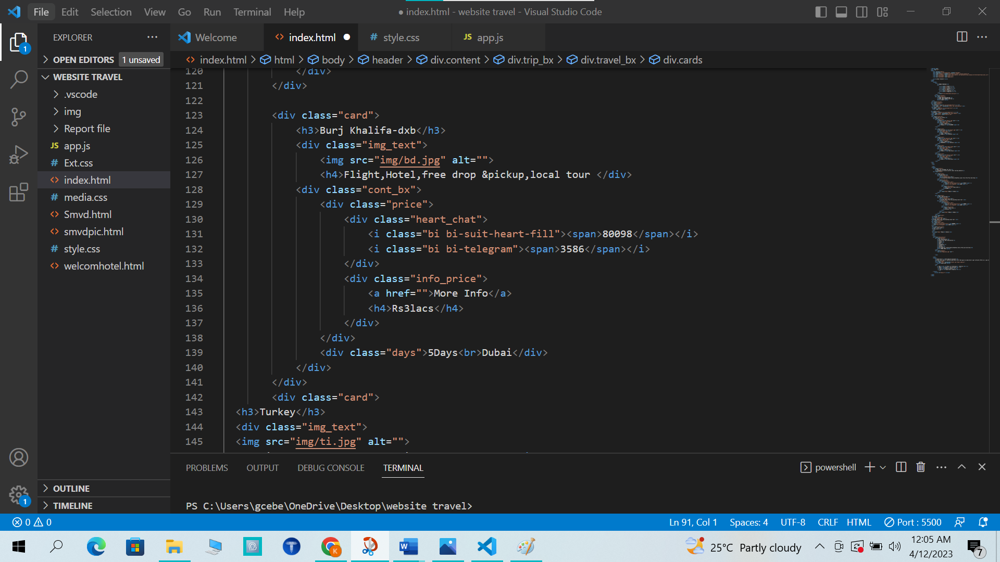 File Edit Selection View Go Run Terminal Help
● index.html - website travel - Visual Studio Code
EXPLORER
Welcome
index.html
# style.css
JS app.js
1
OPEN EDITORS 1 unsaved
index.html > html > body > header > div.content > div.trip_bx > div.travel_bx > div.cards
WEBSITE TRAVEL
.vscode
img
Report file
JS app.js
# Ext.css
index.html
# media.css
Smvd.html
smvdpic.html
# style.css
welcomhotel.html
120 </div>
121 </div>
122
123 <div class="card">
124 <h3>Burj Khalifa-dxb</h3>
125 <div class="img_text">
126 <img src="img/bd.jpg" alt="">
127 <h4>Flight,Hotel,free drop &pickup,local tour </div>
128 <div class="cont_bx">
129 <div class="price">
130 <div class="heart_chat">
131 <i class="bi bi-suit-heart-fill"><span>80098</span></i>
132 <i class="bi bi-telegram"><span>3586</span></i>
133 </div>
134 <div class="info_price">
135 <a href="">More Info</a>
136 <h4>Rs3lacs</h4>
137 </div>
138 </div>
139 <div class="days">5Days<br>Dubai</div>
140 </div>
141 </div>
142 <div class="card">
143 <h3>Turkey</h3>
144 <div class="img_text">
145 <img src="img/ti.jpg" alt="">
PROBLEMS OUTPUT DEBUG CONSOLE TERMINAL
powershell
OUTLINE
TIMELINE
1
PS C:\Users\gcebe\OneDrive\Desktop\website travel>
0 0
Ln 91, Col 1 Spaces: 4 UTF-8 CRLF HTML Port : 5500
25°C Partly cloudy
12:05 AM
4/12/2023
7